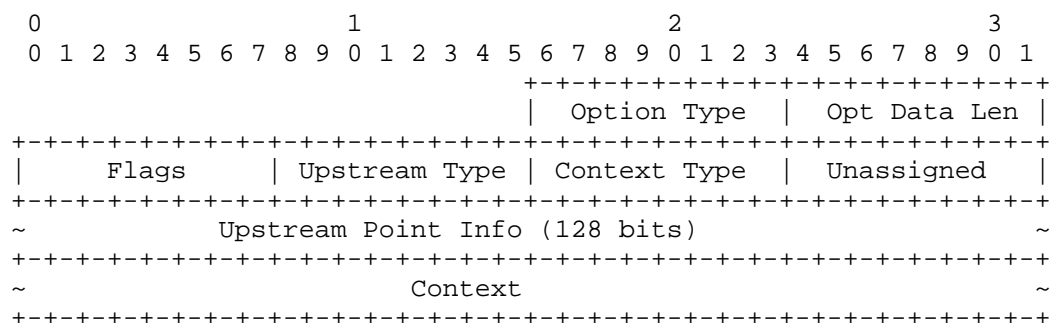 0                   1                   2                   3
 0 1 2 3 4 5 6 7 8 9 0 1 2 3 4 5 6 7 8 9 0 1 2 3 4 5 6 7 8 9 0 1
                                +-+-+-+-+-+-+-+-+-+-+-+-+-+-+-+-+
                                |  Option Type  |  Opt Data Len |
+-+-+-+-+-+-+-+-+-+-+-+-+-+-+-+-+-+-+-+-+-+-+-+-+-+-+-+-+-+-+-+-+
|     Flags     | Upstream Type | Context Type  |  Unassigned   |
+-+-+-+-+-+-+-+-+-+-+-+-+-+-+-+-+-+-+-+-+-+-+-+-+-+-+-+-+-+-+-+-+
~            Upstream Point Info (128 bits)                     ~
+-+-+-+-+-+-+-+-+-+-+-+-+-+-+-+-+-+-+-+-+-+-+-+-+-+-+-+-+-+-+-+-+
~                        Context                                ~
+-+-+-+-+-+-+-+-+-+-+-+-+-+-+-+-+-+-+-+-+-+-+-+-+-+-+-+-+-+-+-+-+